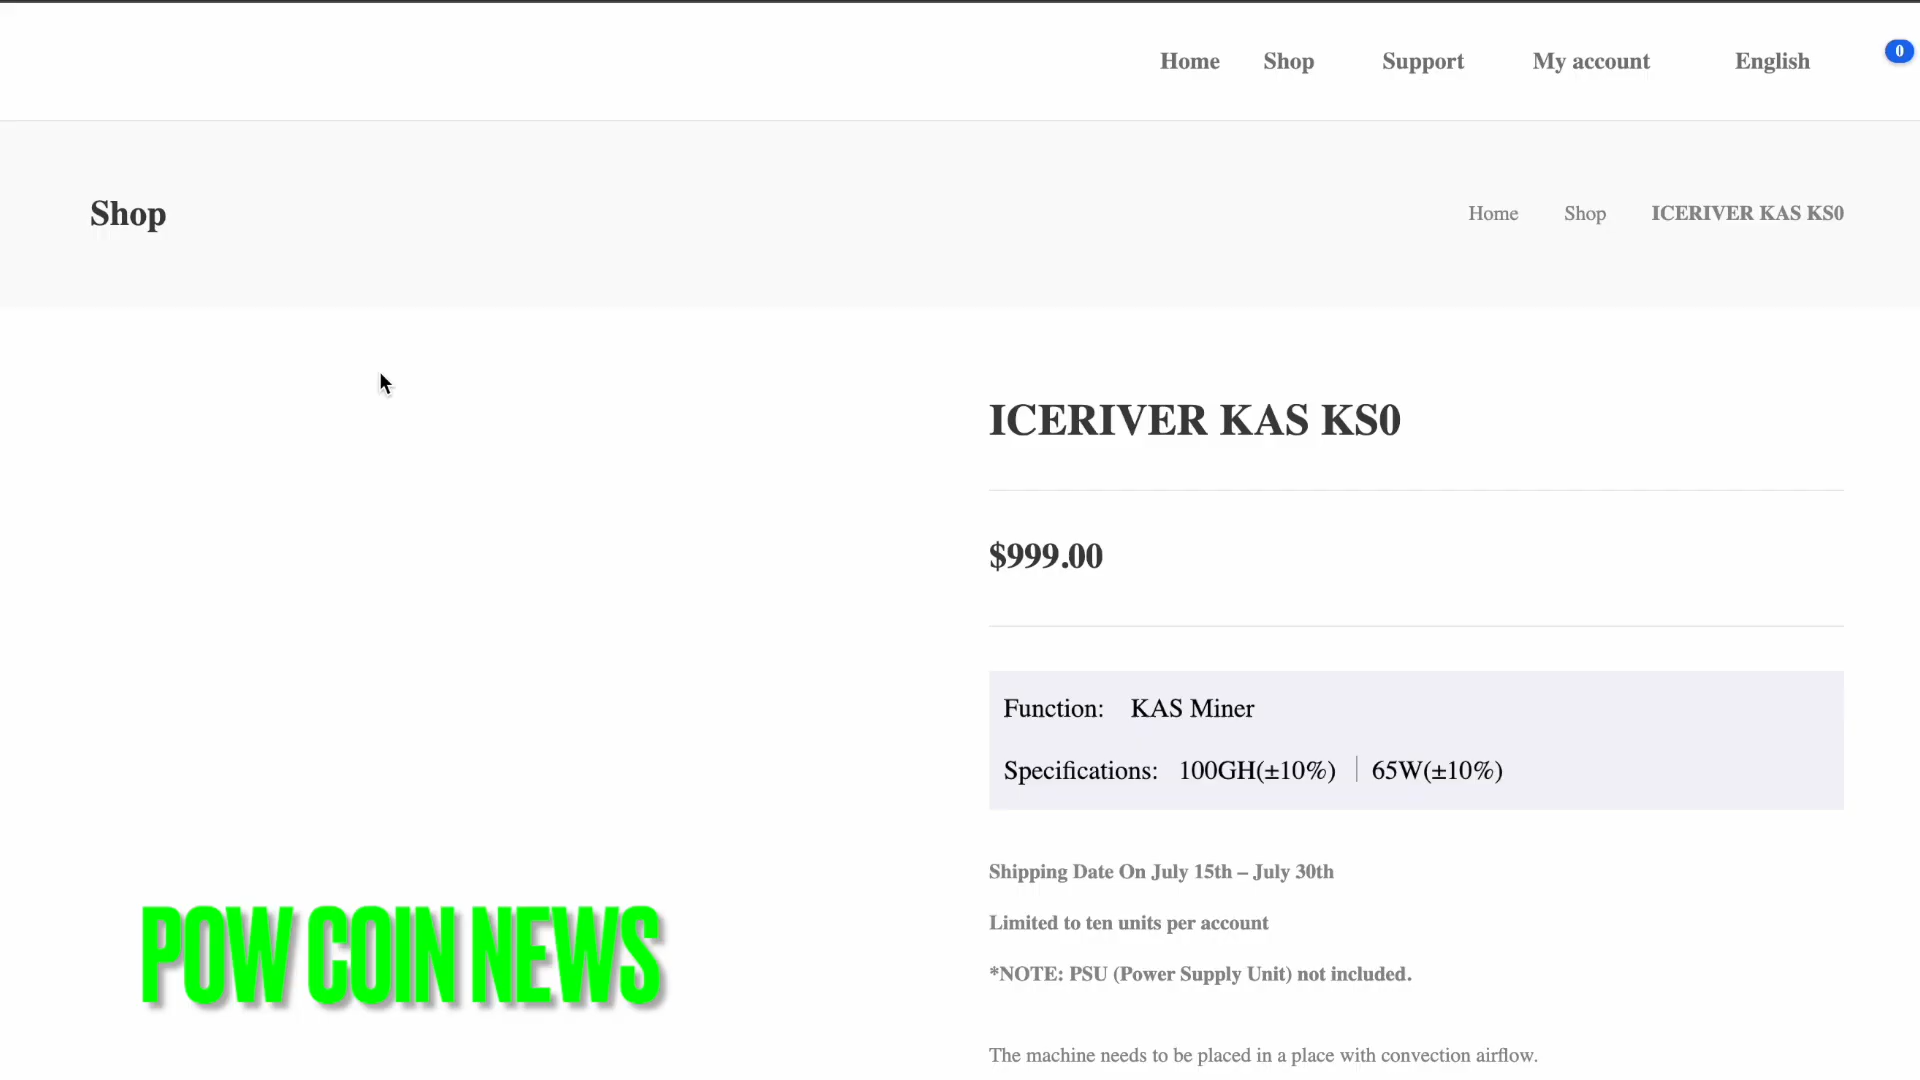 Home Shop Support My account English 0
Shop
Home Shop ICERIVER KAS KS0
ICERIVER KAS KS0
$999.00
Function: KAS Miner
Specifications: 100GH(±10%) | 65W(±10%)
Shipping Date On July 15th – July 30th
Limited to ten units per account
*NOTE: PSU (Power Supply Unit) not included.
POW COIN NEWS
The machine needs to be placed in a place with convection airflow.